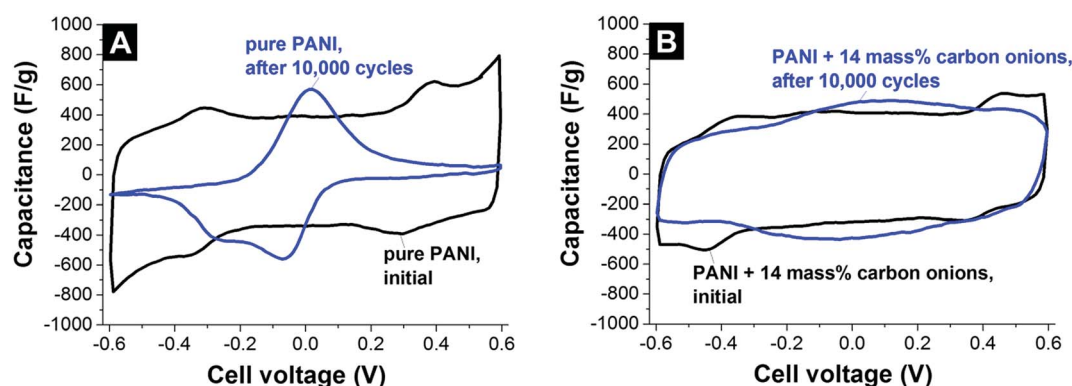 A
pure PANI,
after 10,000 cycles
pure PANI,
initial
Capacitance (F/g)
1000
800
600
400
200
0
-200
-400
-600
-800
-1000
-0.6
-0.4
-0.2
0.0
0.2
0.4
0.6
Cell voltage (V)
B
PANI + 14 mass% carbon onions,
after 10,000 cycles
PANI + 14 mass% carbon onions,
initial
Capacitance (F/g)
1000
800
600
400
200
0
-200
-400
-600
-800
-1000
-0.6
-0.4
-0.2
0.0
0.2
0.4
0.6
Cell voltage (V)